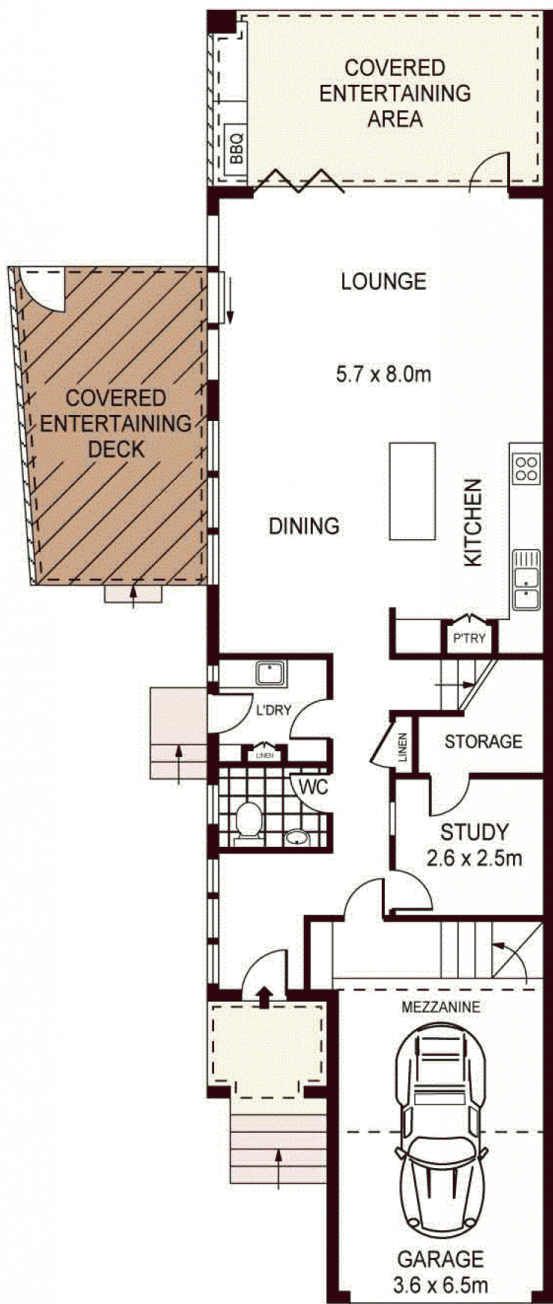 COVERED
ENTERTAINING
AREA
BBQ
LOUNGE
5.7 x 8.0m
COVERED
ENTERTAINING
DECK
DINING
KITCHEN
P'TRY
L'DRY
LINEN
LINEN
STORAGE
WC
STUDY
2.6 x 2.5m
MEZZANINE
GARAGE
3.6 x 6.5m